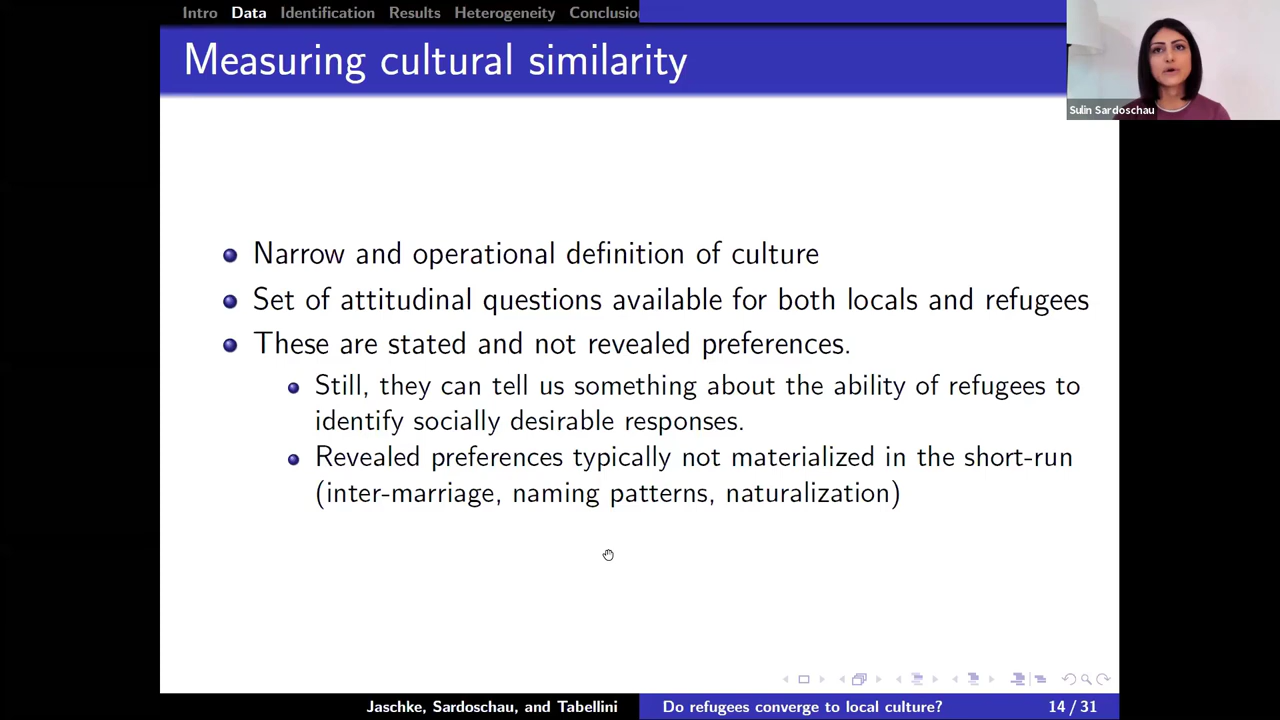 Intro Data Identification Results Heterogeneity Conclusion
Measuring cultural similarity
Sulin Sardoschau
Narrow and operational definition of culture
Set of attitudinal questions available for both locals and refugees
These are stated and not revealed preferences.
Still, they can tell us something about the ability of refugees to
identify socially desirable responses.
Revealed preferences typically not materialized in the short-run
(inter-marriage, naming patterns, naturalization)
Jaschke, Sardoschau, and Tabellini Do refugees converge to local culture? 14 / 31